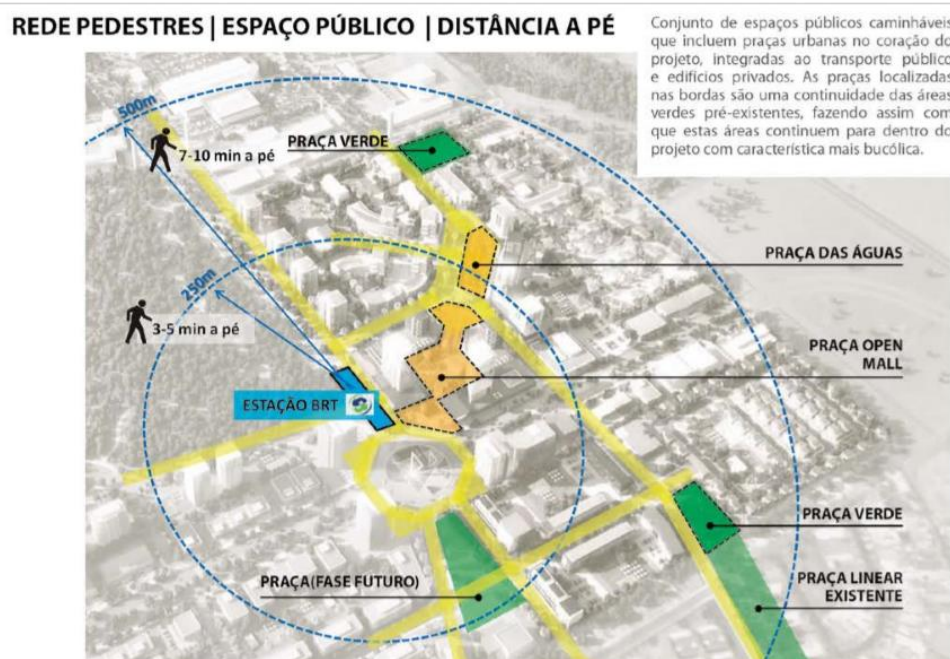 REDE PEDESTRES | ESPAÇO PÚBLICO | DISTÂNCIA A PÉ
Conjunto de espaços públicos caminháveis
que incluem praças urbanas no coração do
projeto, integradas ao transporte público
e edifícios privados. As praças localizadas
nas bordas são uma continuidade das áreas
verdes pré-existentes, fazendo assim com
que estas áreas continuem para dentro do
projeto com característica mais bucólica.
500m
7-10 min a pé
PRAÇA VERDE
250m
3-5 min a pé
PRAÇA DAS ÁGUAS
PRAÇA OPEN
MALL
ESTAÇÃO BRT
PRAÇA VERDE
PRAÇA(FASE FUTURO)
PRAÇA LINEAR
EXISTENTE